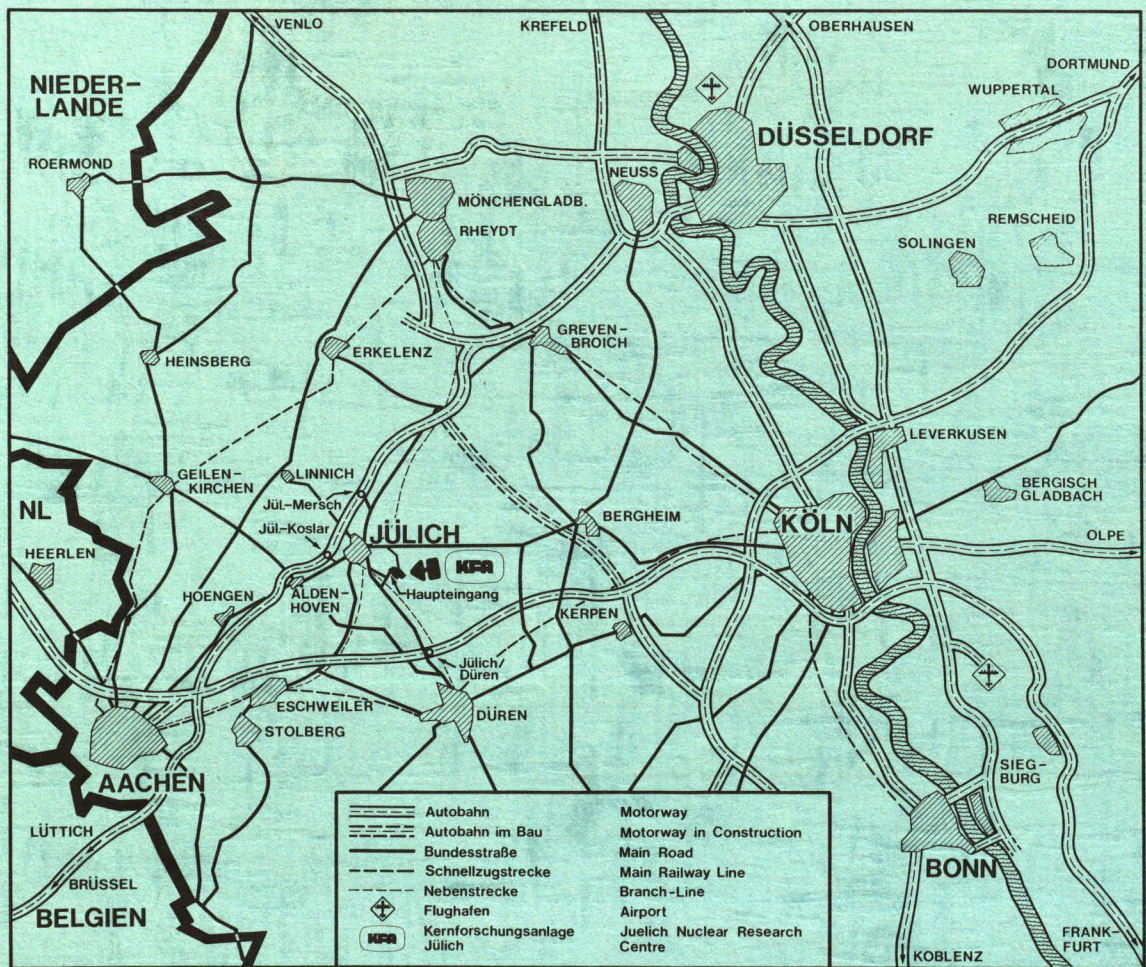 VENLO
KREFELD
OBERHAUSEN
DORTMUND
NIEDER-
LANDE
WUPPERTAL
DÜSSELDORF
ROERMOND
NEUSS
MÖNCHENGLADB.
REMSCHEID
RHEYDT
SOLINGEN
GREVEN-
BROICH
HEINSBERG
ERKELENZ
LEVERKUSEN
GEILEN-
KIRCHEN
LINNICH
BERGISCH
GLADBACH
NL
Jül.-Mersch
BERGHEIM
KÖLN
Jül.-Koslar
JÜLICH
OLPE
HEERLEN
KFA
Haupteingang
HOENGEN
ALDEN-
HOVEN
KERPEN
Jülich/
Düren
ESCHWEILER
DÜREN
STOLBERG
SIEG-
BURG
AACHEN
LÜTTICH
BRÜSSEL
BELGIEN
BONN
KOBLENZ
FRANK-
FURT
Autobahn Motorway
Autobahn im Bau Motorway in Construction
Bundesstraße Main Road
Schnellzugstrecke Main Railway Line
Nebenstrecke Branch-Line
Flughafen Airport
KFA Kernforschungsanlage Juelich Nuclear Research
Jülich Centre